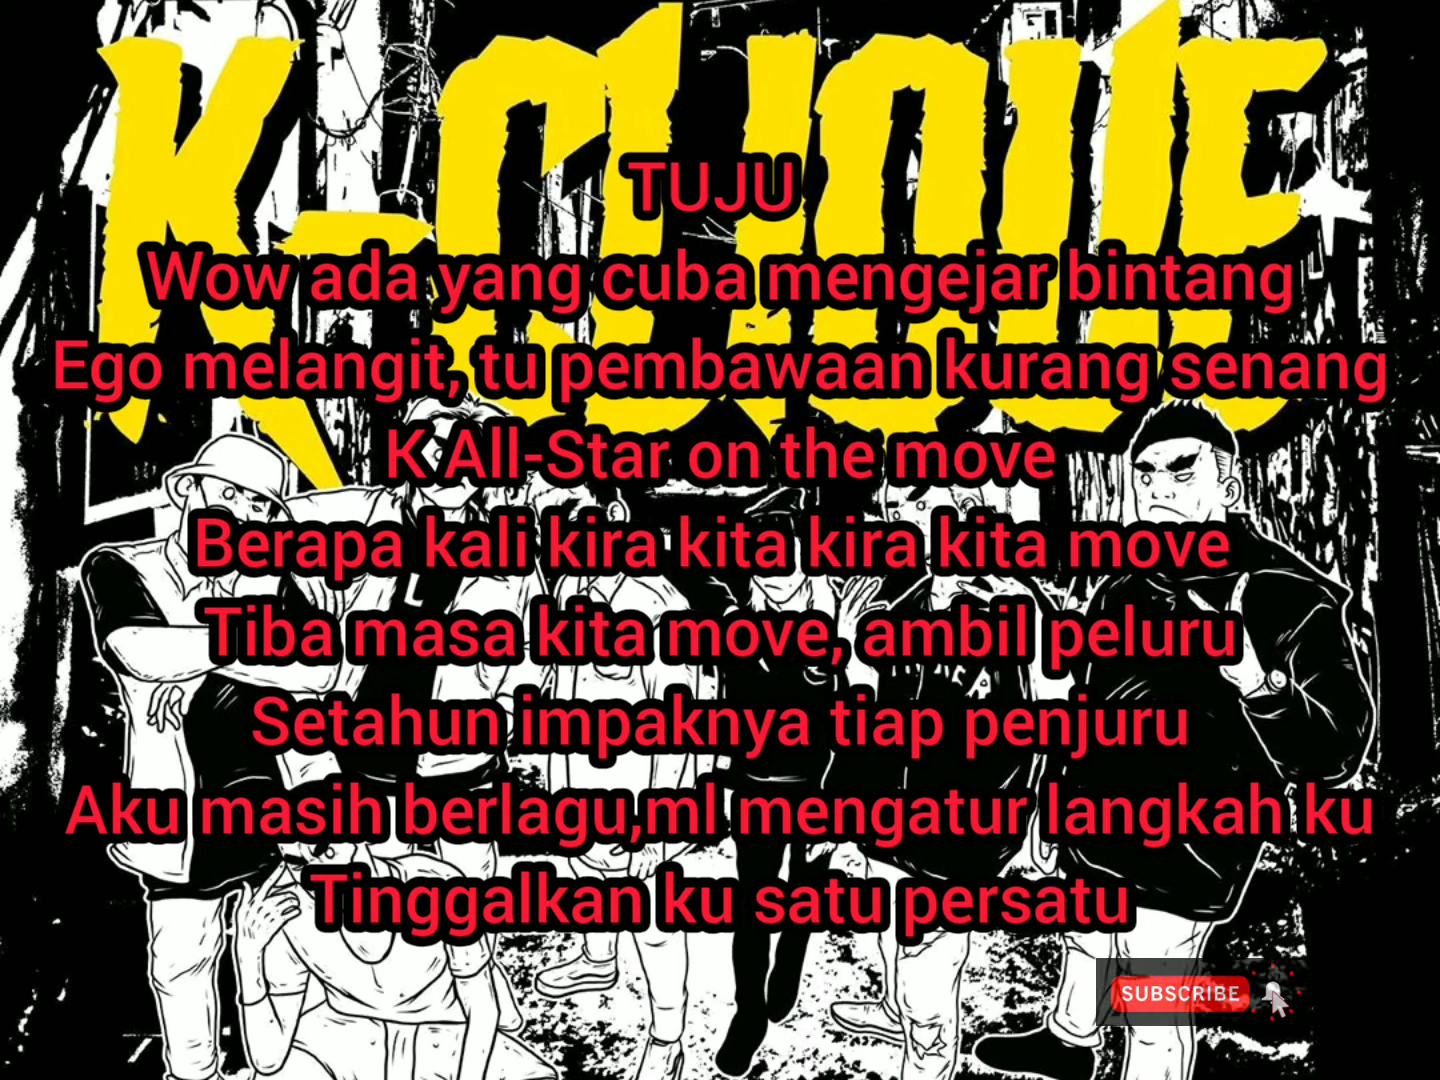 K-CLIQUE
TUJU
Wow ada yang cuba mengejar bintang
Ego melangit, tu pembawaan kurang senang
K All-Star on the move
Berapa kali kira kita kira kita move
Tiba masa kita move, ambil peluru
Setahun impaknya tiap penjuru
Aku masih berlagu,ml mengatur langkah ku
Tinggalkan ku satu persatu
SUBSCRIBE